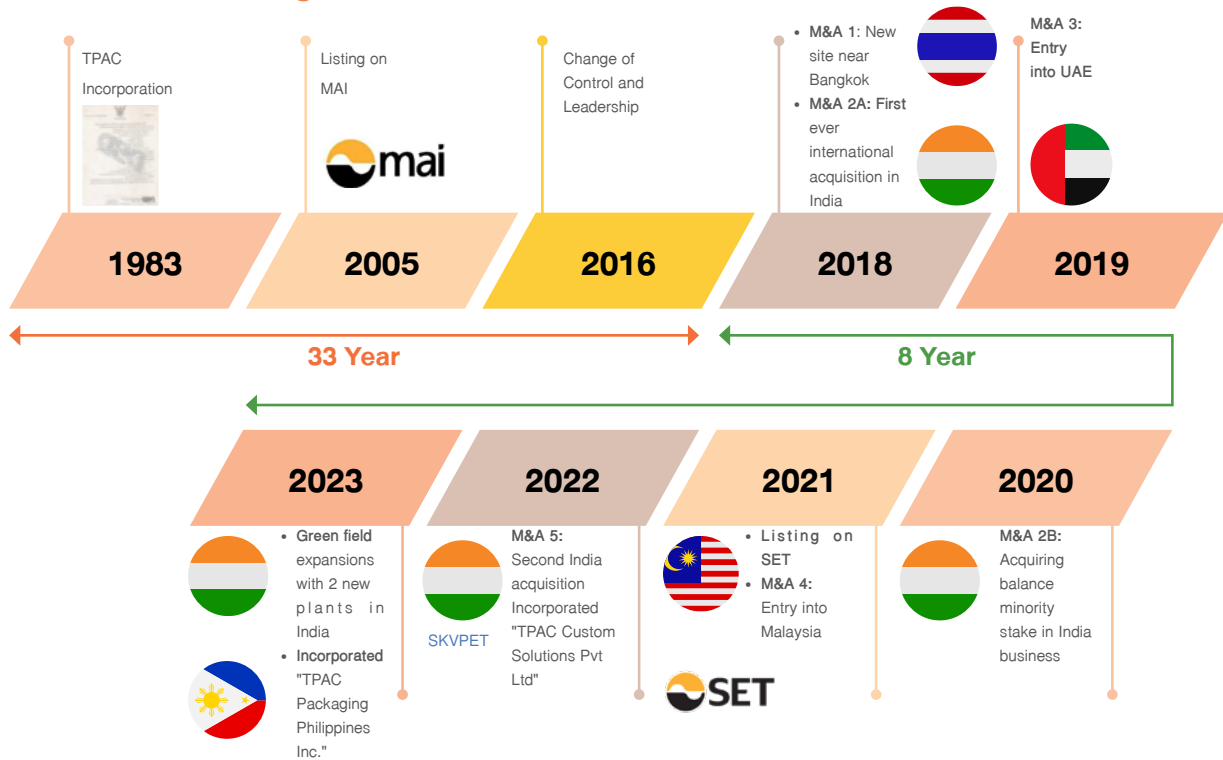 TPAC
Incorporation
Listing on
MAI
mai
Change of
Control and
Leadership
M&A 1: New
site near
Bangkok
M&A 2A: First
ever
international
acquisition in
India
M&A 3:
Entry
into UAE
1983
2005
2016
2018
2019
33 Year
8 Year
2023
2022
2021
2020
Green field
expansions
with 2 new
plants in
India
Incorporated
"TPAC
Packaging
Philippines
Inc."
SKVPET
M&A 5:
Second India
acquisition
Incorporated
"TPAC Custom
Solutions Pvt
Ltd"
Listing on
SET
M&A 4:
Entry into
Malaysia
SET
M&A 2B:
Acquiring
balance
minority
stake in India
business